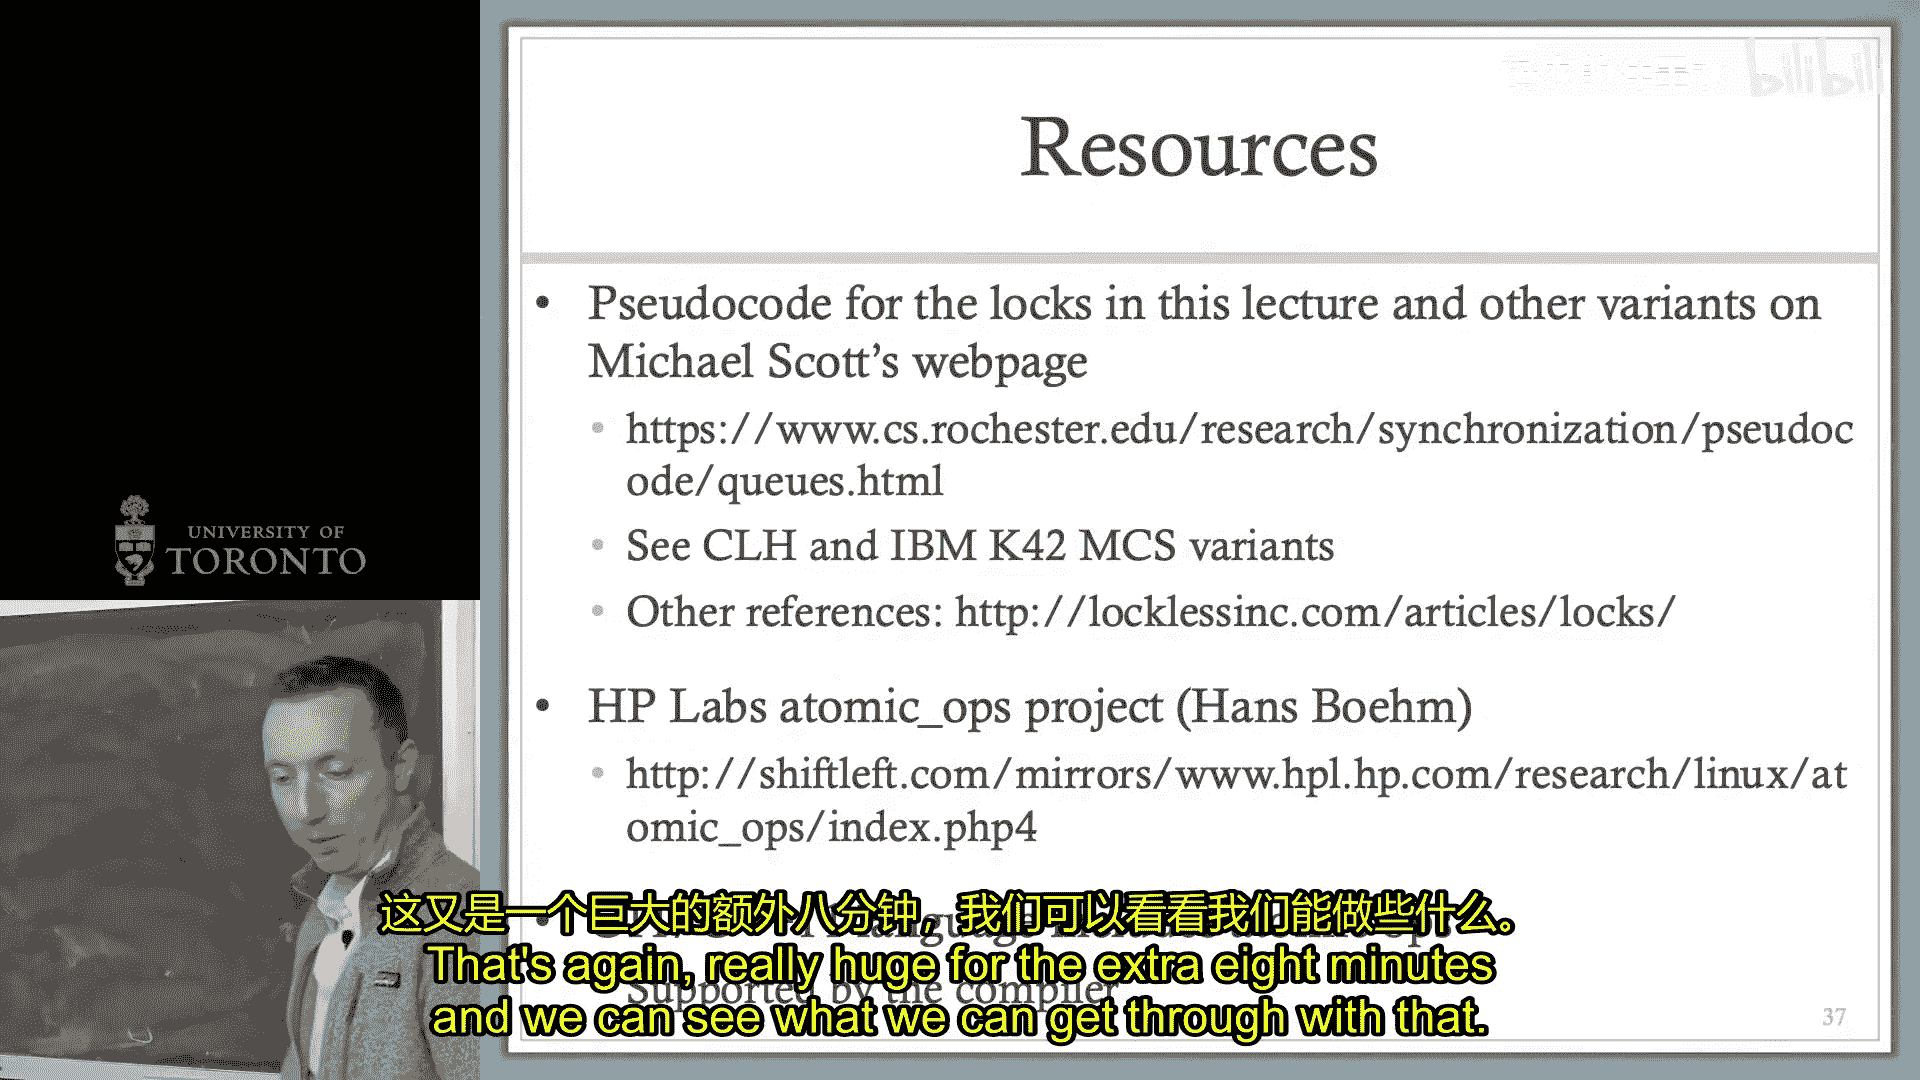 bilibili
Resources
• Pseudocode for the locks in this lecture and other variants on
Michael Scott’s webpage
• https://www.cs.rochester.edu/research/synchronization/pseudoc
ode/queues.html
• See CLH and IBM K42 MCS variants
• Other references: http://locklessinc.com/articles/locks/
• HP Labs atomic_ops project (Hans Boehm)
• http://shiftleft.com/mirrors/www.hpl.hp.com/research/linux/at
omic_ops/index.php4
Supported by the compiler
37
UNIVERSITY OF
TORONTO
这又是一个巨大的额外八分钟，我们可以看看我们能做些什么。
That's again, really huge for the extra eight minutes
and we can see what we can get through with that.